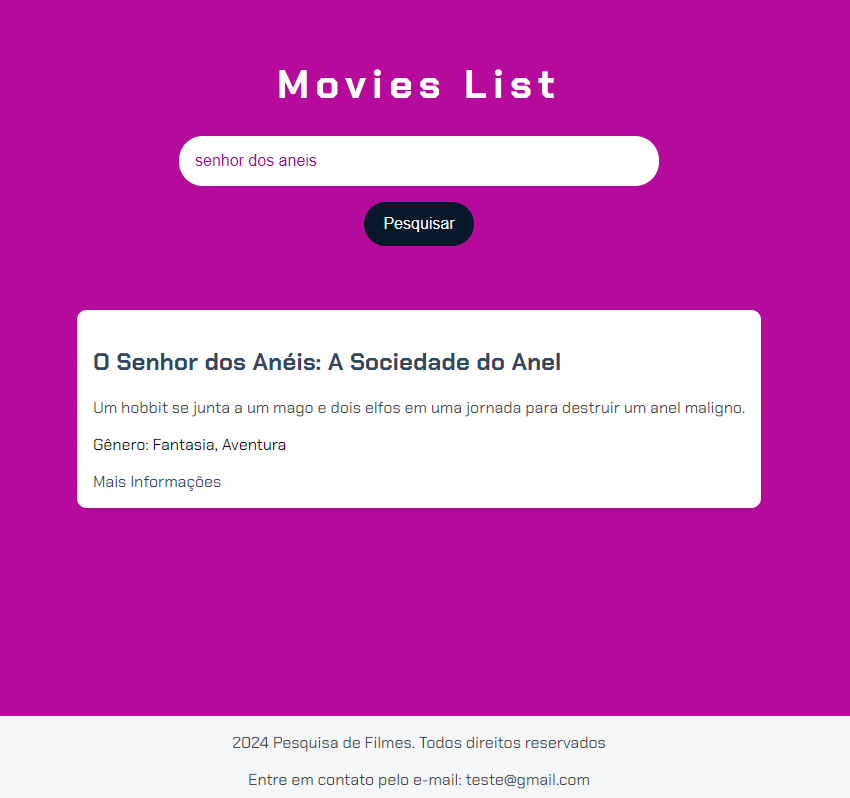 Movies List
senhor dos aneis
Pesquisar
O Senhor dos Anéis: A Sociedade do Anel
Um hobbit se junta a um mago e dois elfos em uma jornada para destruir um anel maligno.
Gênero: Fantasia, Aventura
Mais Informações
2024 Pesquisa de Filmes. Todos direitos reservados
Entre em contato pelo e-mail: teste@gmail.com